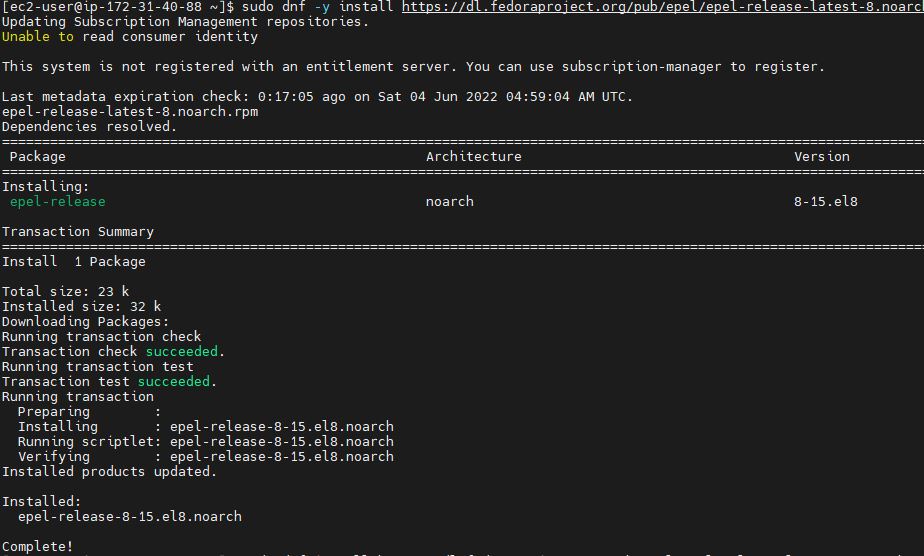 [ec2-user@ip-172-31-40-88 ~]$ sudo dnf -y install https://dl.fedoraproject.org/pub/epel/epel-release-latest-8.noarch
Updating Subscription Management repositories.
Unable to read consumer identity
This system is not registered with an entitlement server. You can use subscription-manager to register.
Last metadata expiration check: 0:17:05 ago on Sat 04 Jun 2022 04:59:04 AM UTC.
epel-release-latest-8.noarch.rpm
Dependencies resolved.
================================================================================
Package Architecture Version
================================================================================
Installing:
epel-release noarch 8-15.el8
Transaction Summary
================================================================================
Install 1 Package
Total size: 23 k
Installed size: 32 k
Downloading Packages:
Running transaction check
Transaction check succeeded.
Running transaction test
Transaction test succeeded.
Running transaction
Preparing :
Installing : epel-release-8-15.el8.noarch
Running scriptlet: epel-release-8-15.el8.noarch
Verifying : epel-release-8-15.el8.noarch
Installed products updated.
Installed:
epel-release-8-15.el8.noarch
Complete!